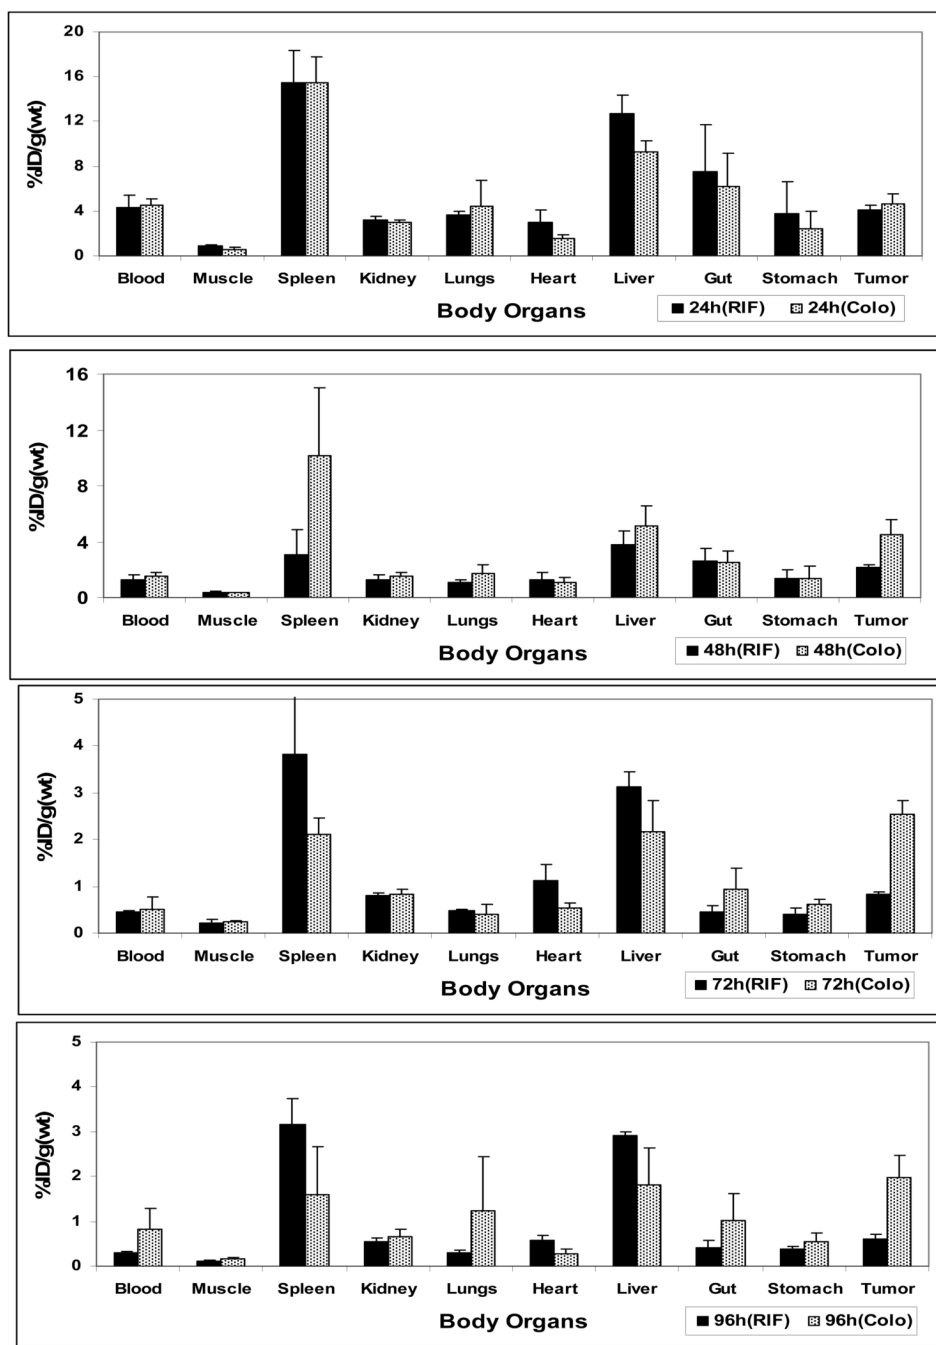 20
16
12
8
4
0
%ID/g(wt)
Blood Muscle Spleen Kidney Lungs Heart Liver Gut Stomach Tumor
Body Organs
24h(RIF) 24h(Colo)
16
12
8
4
0
%ID/g(wt)
Blood Muscle Spleen Kidney Lungs Heart Liver Gut Stomach Tumor
Body Organs
48h(RIF) 48h(Colo)
5
4
3
2
1
0
%ID/g(wt)
Blood Muscle Spleen Kidney Lungs Heart Liver Gut Stomach Tumor
Body Organs
72h(RIF) 72h(Colo)
5
4
3
2
1
0
%ID/g(wt)
Blood Muscle Spleen Kidney Lungs Heart Liver Gut Stomach Tumor
Body Organs
96h(RIF) 96h(Colo)